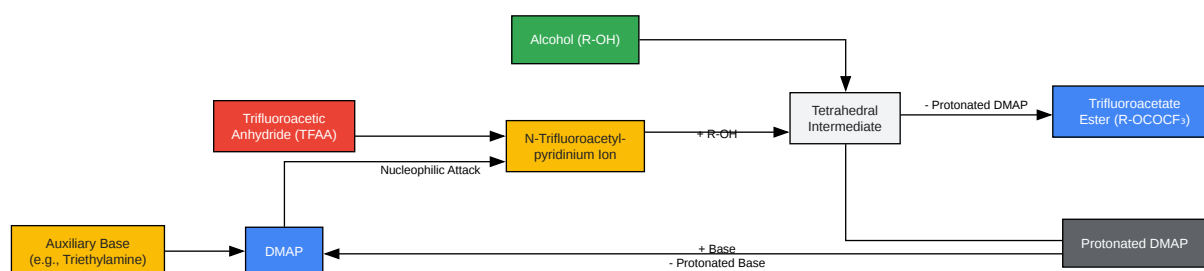 Alcohol (R-OH)
Trifluoroacetic
Anhydride (TFAA)
Tetrahedral
Intermediate
- Protonated DMAP
Trifluoroacetate
Ester (R-OCOCF₃)
N-Trifluoroacetyl-
pyridinium Ion
+ R-OH
Nucleophilic Attack
Auxiliary Base
(e.g., Triethylamine)
DMAP
+ Base
- Protonated Base
Protonated DMAP